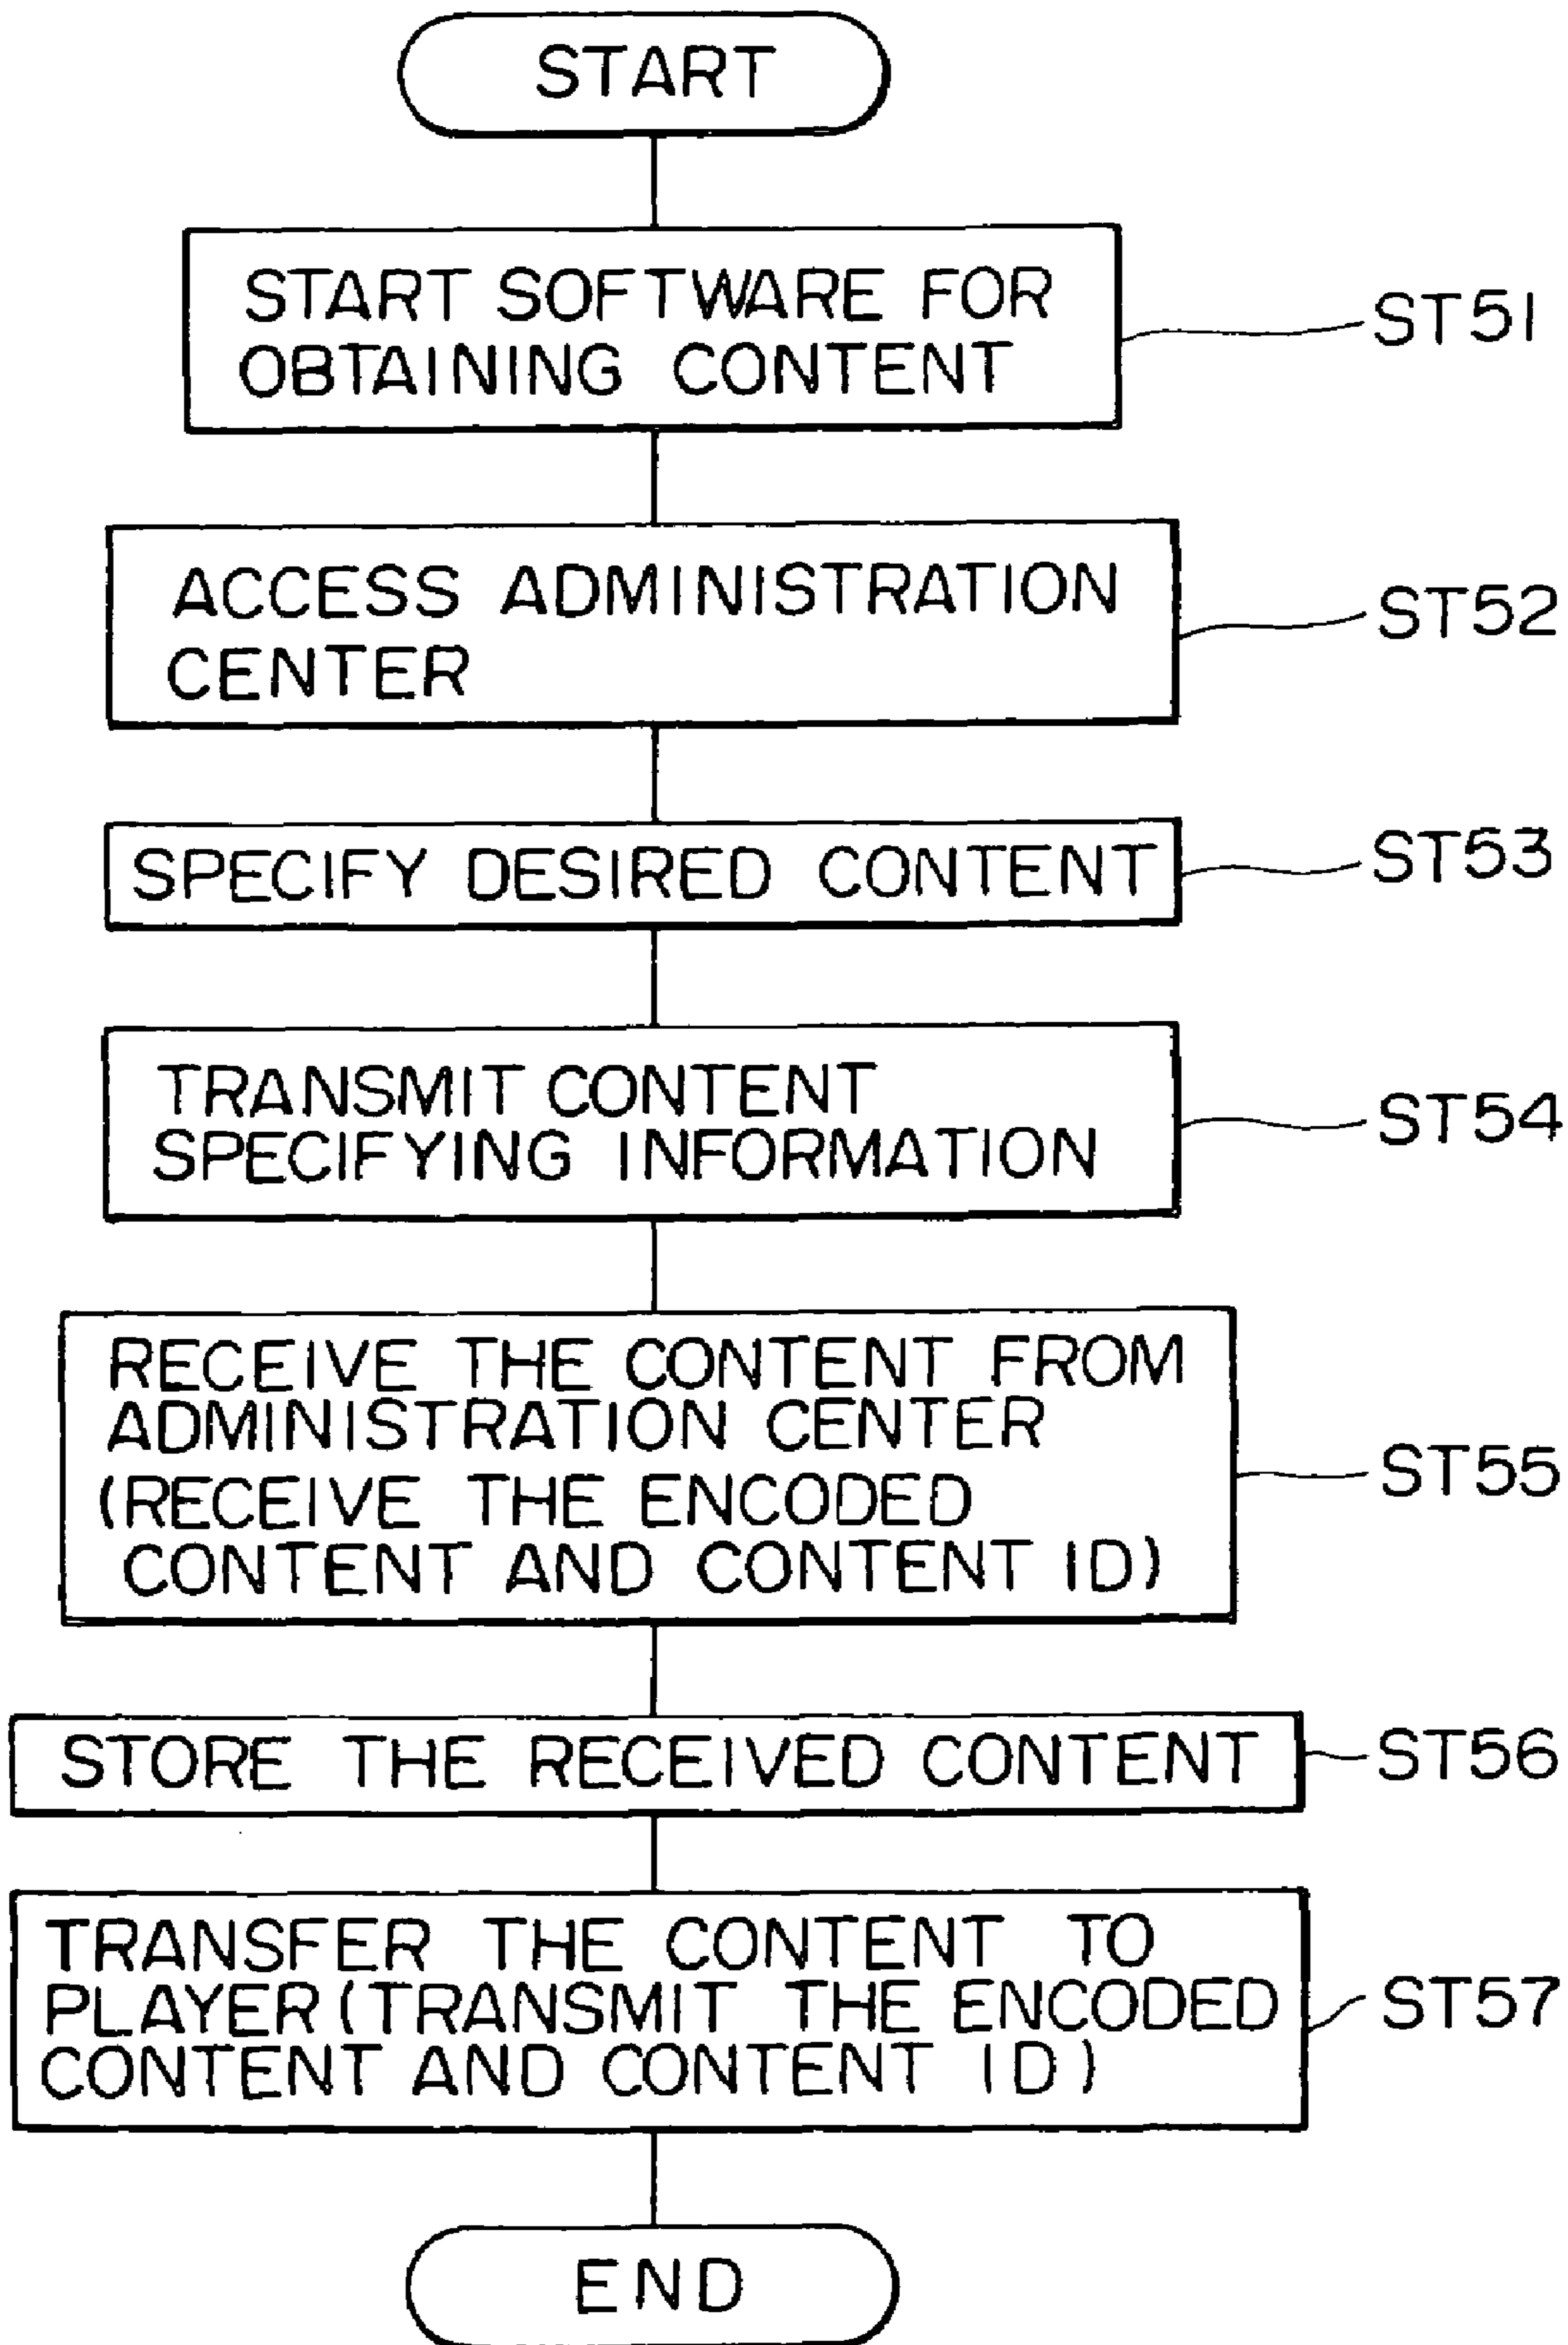 START
START SOFTWARE FOR
OBTAINING CONTENT
ST51
ACCESS ADMINISTRATION
CENTER
ST52
SPECIFY DESIRED CONTENT
ST53
TRANSMIT CONTENT
SPECIFYING INFORMATION
ST54
RECEIVE THE CONTENT FROM
ADMINISTRATION CENTER
(RECEIVE THE ENCODED
CONTENT AND CONTENT ID)
ST55
STORE THE RECEIVED CONTENT
ST56
TRANSFER THE CONTENT TO
PLAYER(TRANSMIT THE ENCODED
CONTENT AND CONTENT ID)
ST57
END